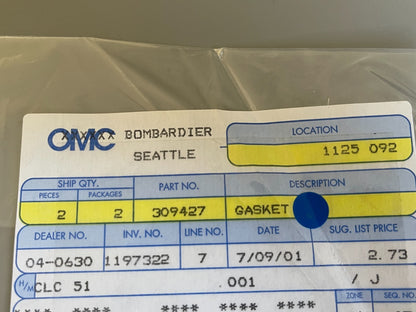 OMC xxxxxx BOMBARDIER
SEATTLE
LOCATION
1125 092
SHIP QTY.
PIECES PACKAGES PART NO. DESCRIPTION
2 2 309427 GASKET
DEALER NO. INV. NO. LINE NO. DATE SUG. LIST PRICE
04-0630 1197322 7 7/09/01 2.73
H/M CLC 51 .001 / J
**** **** **** ****
ZONE